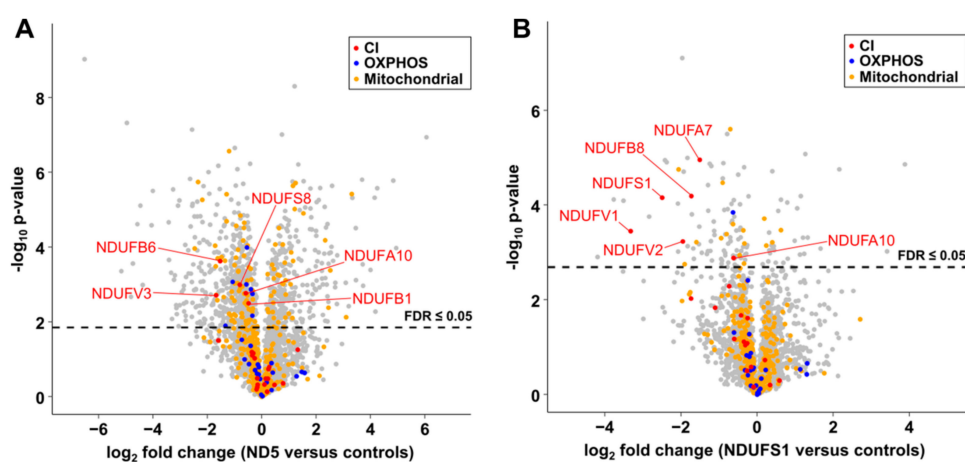 A
CI
OXPHOS
Mitochondrial
8
6
4
2
0
-log10 p-value
NDUFS8
NDUFB6
NDUFA10
NDUFV3
NDUFB1
FDR ≤ 0.05
−6 −4 −2 0 2 4 6
log2 fold change (ND5 versus controls)
B
CI
OXPHOS
Mitochondrial
6
4
2
0
-log10 p-value
NDUFA7
NDUFB8
NDUFS1
NDUFV1
NDUFV2
NDUFA10
FDR ≤ 0.05
−4 −2 0 2 4
log2 fold change (NDUFS1 versus controls)